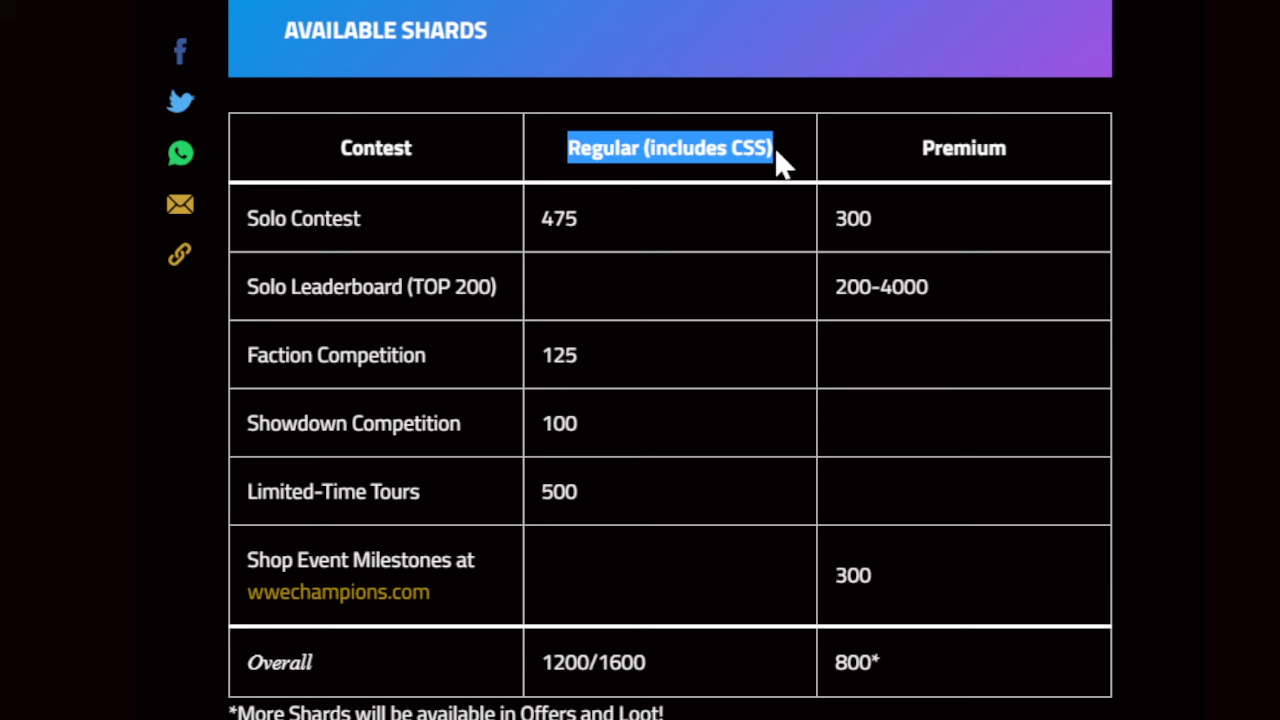 AVAILABLE SHARDS
Contest Regular (includes CSS) Premium
Solo Contest 475 300
Solo Leaderboard (TOP 200) 200-4000
Faction Competition 125
Showdown Competition 100
Limited-Time Tours 500
Shop Event Milestones at
wwechampions.com 300
Overall 1200/1600 800*
*More Shards will be available in Offers and Loot!